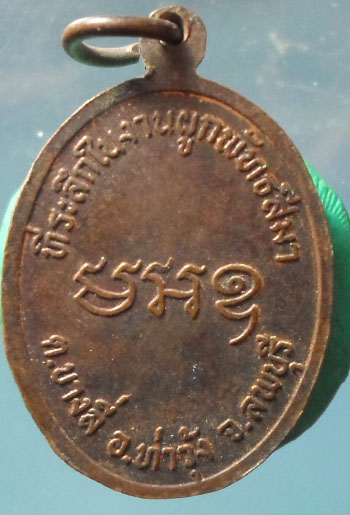 ที่ระลึกในงานผูกพัทธสีมา
ต.บางลี่ อ.ท่าวุ้ง จ.ลพบุรี